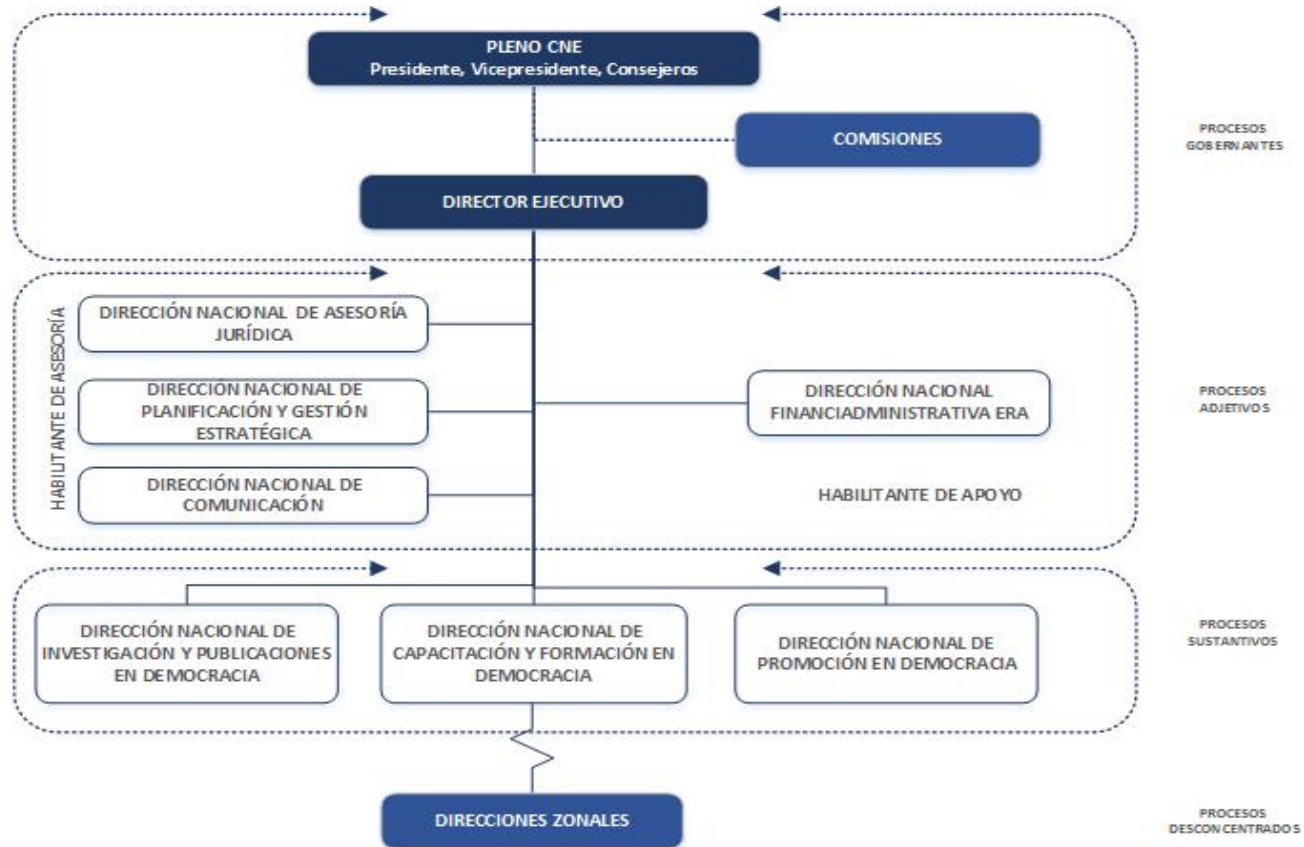 PLENO CNE
Presidente, Vicepresidente, Consejeros
COMISIONES
PROCESOS
GOBERNANTES
DIRECTOR EJECUTIVO
HABILITANTE DE ASESORÍA
DIRECCIÓN NACIONAL DE ASESORÍA
JURÍDICA
DIRECCIÓN NACIONAL DE
PLANIFICACIÓN Y GESTIÓN
ESTRATÉGICA
DIRECCIÓN NACIONAL DE
COMUNICACIÓN
DIRECCIÓN NACIONAL
FINANCIADMINISTRATIVA ERA
HABILITANTE DE APOYO
PROCESOS
ADJETIVOS
DIRECCIÓN NACIONAL DE
INVESTIGACIÓN Y PUBLICACIONES
EN DEMOCRACIA
DIRECCIÓN NACIONAL DE
CAPACITACIÓN Y FORMACIÓN EN
DEMOCRACIA
DIRECCIÓN NACIONAL DE
PROMOCIÓN EN DEMOCRACIA
PROCESOS
SUSTANTIVOS
DIRECCIONES ZONALES
PROCESOS
DESCONCENTRADOS